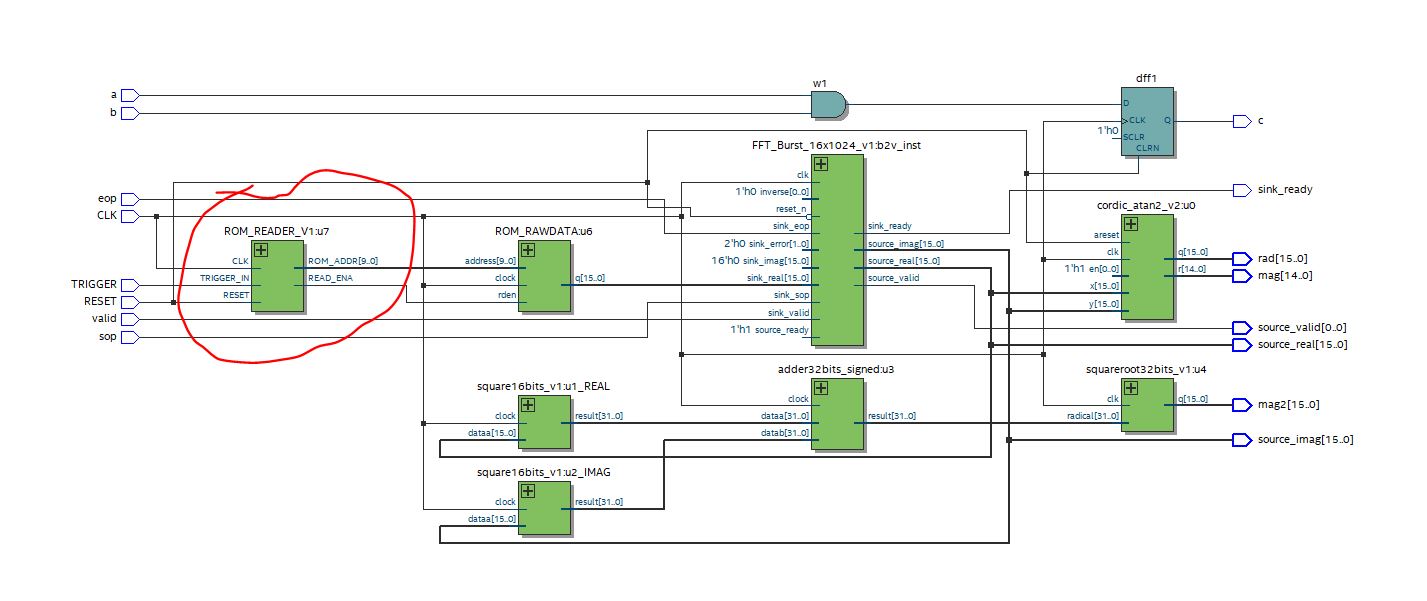 a
b
w1
dff1
D
CLK
Q
1'h0
SCLR
CLRN
c
FFT_Burst_16x1024_v1:b2v_inst
clk
1'h0 inverse[0..0]
reset_n
sink_eop
2'h0 sink_error[1..0]
16'h0 sink_imag[15..0]
sink_real[15..0]
sink_sop
sink_valid
1'h1 source_ready
sink_ready
source_imag[15..0]
source_real[15..0]
source_valid
eop
CLK
TRIGGER
RESET
valid
sop
ROM_READER_V1:u7
CLK
TRIGGER_IN
RESET
ROM_ADDR[9..0]
READ_ENA
ROM_RAWDATA:u6
address[9..0]
clock
rden
q[15..0]
sink_ready
cordic_atan2_v2:u0
areset
clk
1'h1 en[0..0]
x[15..0]
y[15..0]
q[15..0]
r[14..0]
rad[15..0]
mag[14..0]
source_valid[0..0]
source_real[15..0]
square16bits_v1:u1_REAL
clock
dataa[15..0]
result[31..0]
adder32bits_signed:u3
clock
dataa[31..0]
datab[31..0]
result[31..0]
squareroot32bits_v1:u4
clk
radical[31..0]
q[15..0]
mag2[15..0]
source_imag[15..0]
square16bits_v1:u2_IMAG
clock
dataa[15..0]
result[31..0]